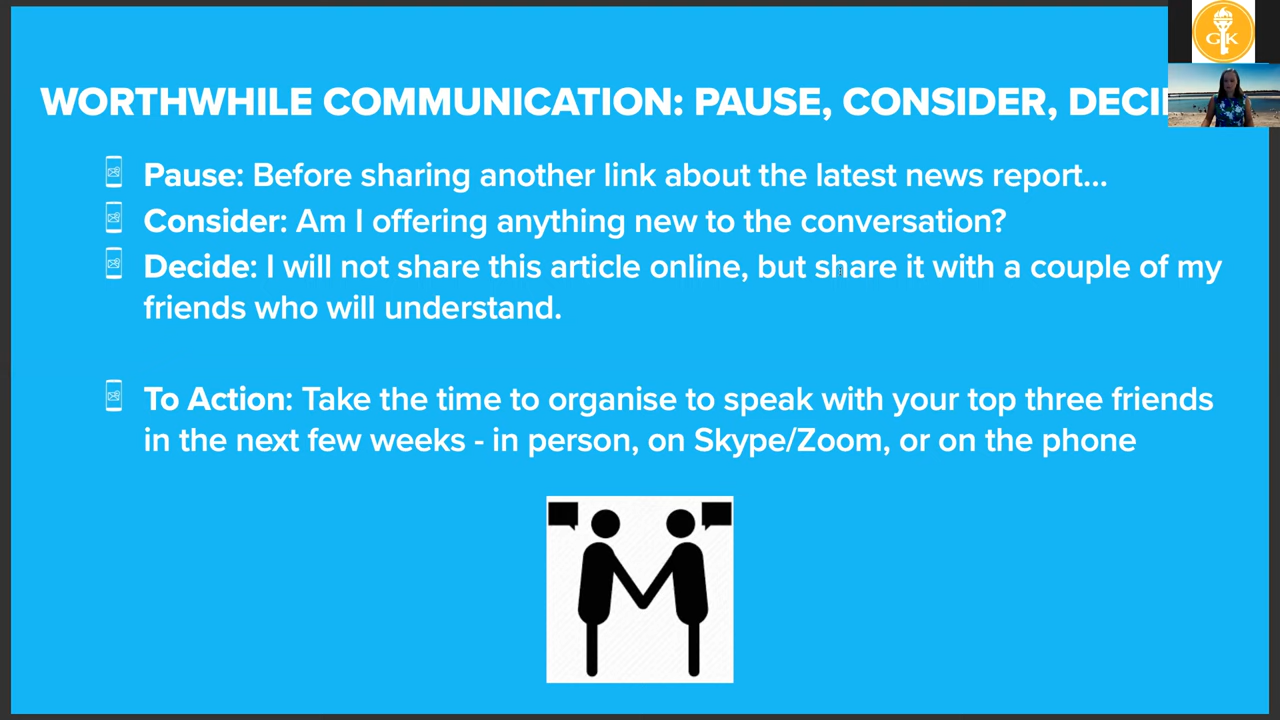 WORTHWHILE COMMUNICATION: PAUSE, CONSIDER,
Pause: Before sharing another link about the latest news report...
Consider: Am I offering anything new to the conversation?
Decide: I will not share this article online, but share it with a couple of my
friends who will understand.
To Action: Take the time to organise to speak with your top three friends
in the next few weeks - in person, on Skype/Zoom, or on the phone
GK